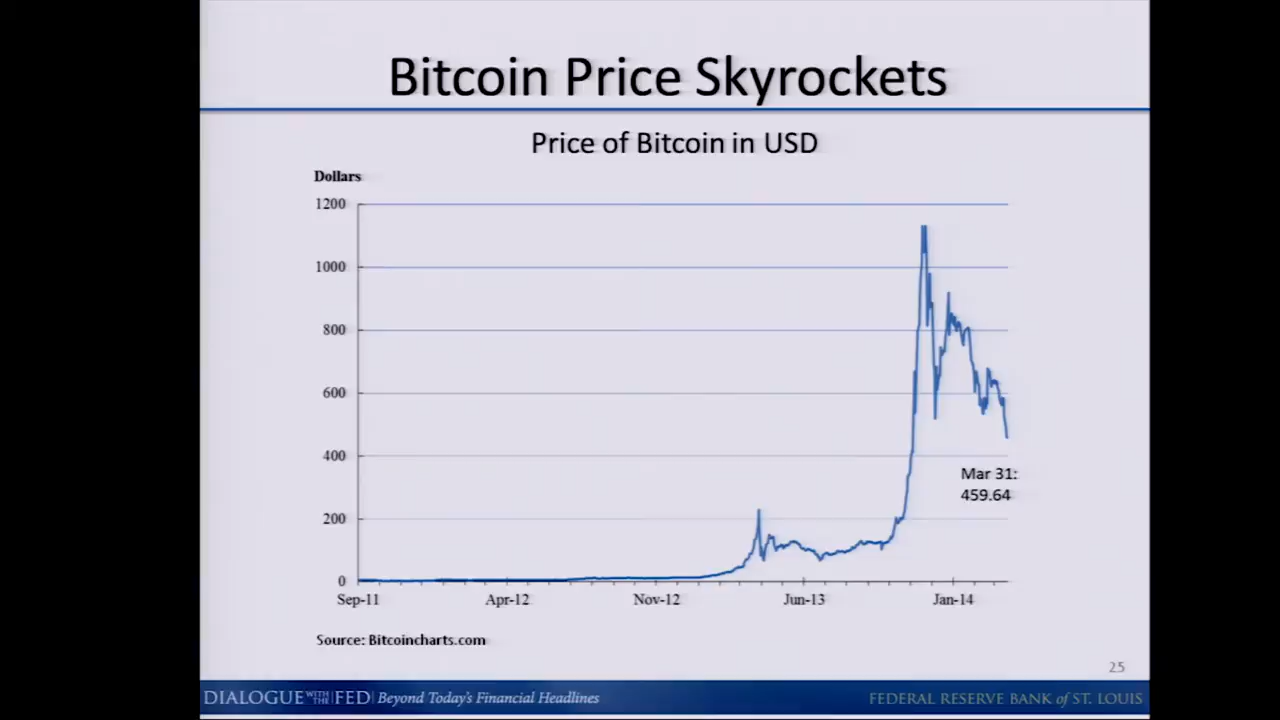 Bitcoin Price Skyrockets
Price of Bitcoin in USD
Dollars
1200
1000
800
600
400
200
0
Mar 31:
459.64
Sep-11 Apr-12 Nov-12 Jun-13 Jan-14
Source: Bitcoincharts.com
25
DIALOGUE WITH THE FED Beyond Today's Financial Headlines
FEDERAL RESERVE BANK of ST. LOUIS